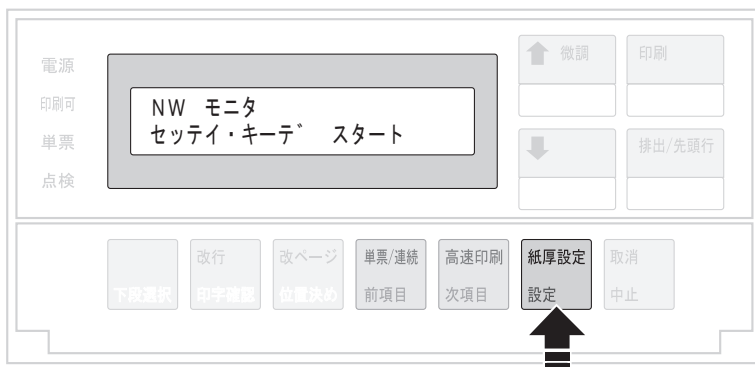 電源
印刷可
単票
点検
NW モニタ
セッテイ・キーデ゛ スタート
微調
印刷
排出/先頭行
下段選択
改行
印字確認
改ページ
位置決め
単票/連続
前項目
高速印刷
次項目
紙厚設定
設定
取消
中止